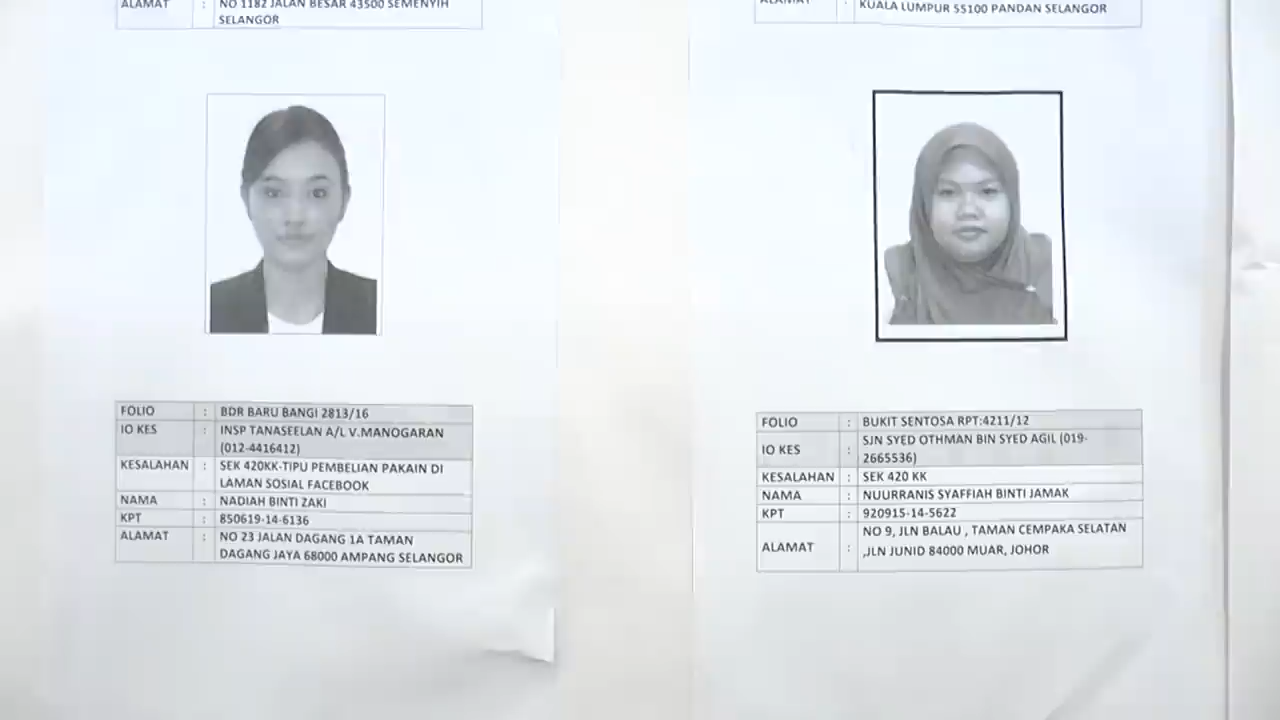 ALAMAT : NO 1182 JALAN BESAR 43500 SEMENYIH
SELANGOR
FOLIO : BDR BARU BANGI 2813/16
IO KES : INSP TANASEELAN A/L V.MANOGARAN
(012-4416412)
KESALAHAN : SEK 420KK-TIPU PEMBELIAN PAKAIN DI
LAMAN SOSIAL FACEBOOK
NAMA : NADIAH BINTI ZAKI
KPT : 850619-14-6136
ALAMAT : NO 23 JALAN DAGANG 1A TAMAN
DAGANG JAYA 68000 AMPANG SELANGOR
ALAMAT : KUALA LUMPUR 55100 PANDAN SELANGOR
FOLIO : BUKIT SENTOSA RPT:4211/12
IO KES : SJN SYED OTHMAN BIN SYED AGIL (019-
2665536)
KESALAHAN : SEK 420 KK
NAMA : NUURRANIS SYAFFIAH BINTI JAMAK
KPT : 920915-14-5622
ALAMAT : NO 9, JLN BALAU , TAMAN CEMPAKA SELATAN
,JLN JUNID 84000 MUAR, JOHOR